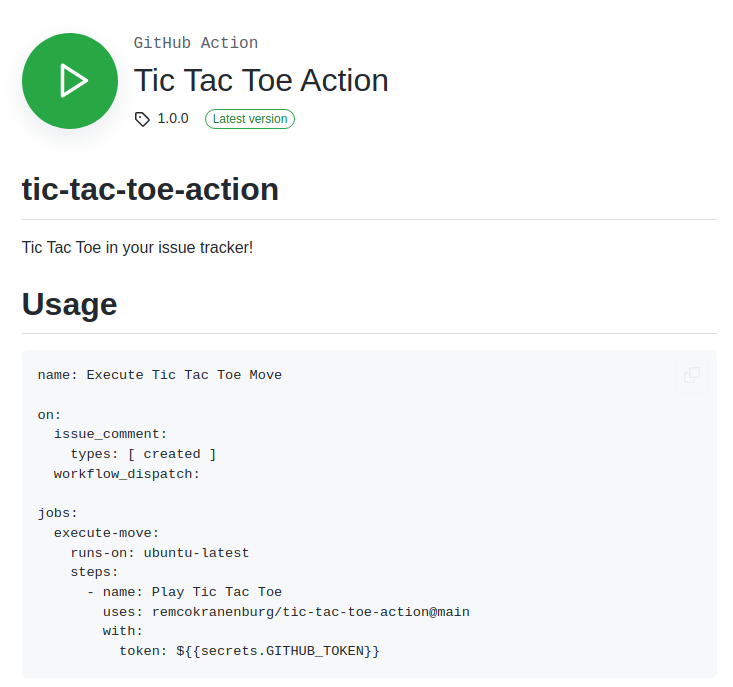 GitHub Action
Tic Tac Toe Action
1.0.0 Latest version
tic-tac-toe-action
Tic Tac Toe in your issue tracker!
Usage
name: Execute Tic Tac Toe Move

on:
  issue_comment:
    types: [ created ]
  workflow_dispatch:

jobs:
  execute-move:
    runs-on: ubuntu-latest
    steps:
      - name: Play Tic Tac Toe
        uses: remcokranenburg/tic-tac-toe-action@main
        with:
          token: ${{secrets.GITHUB_TOKEN}}